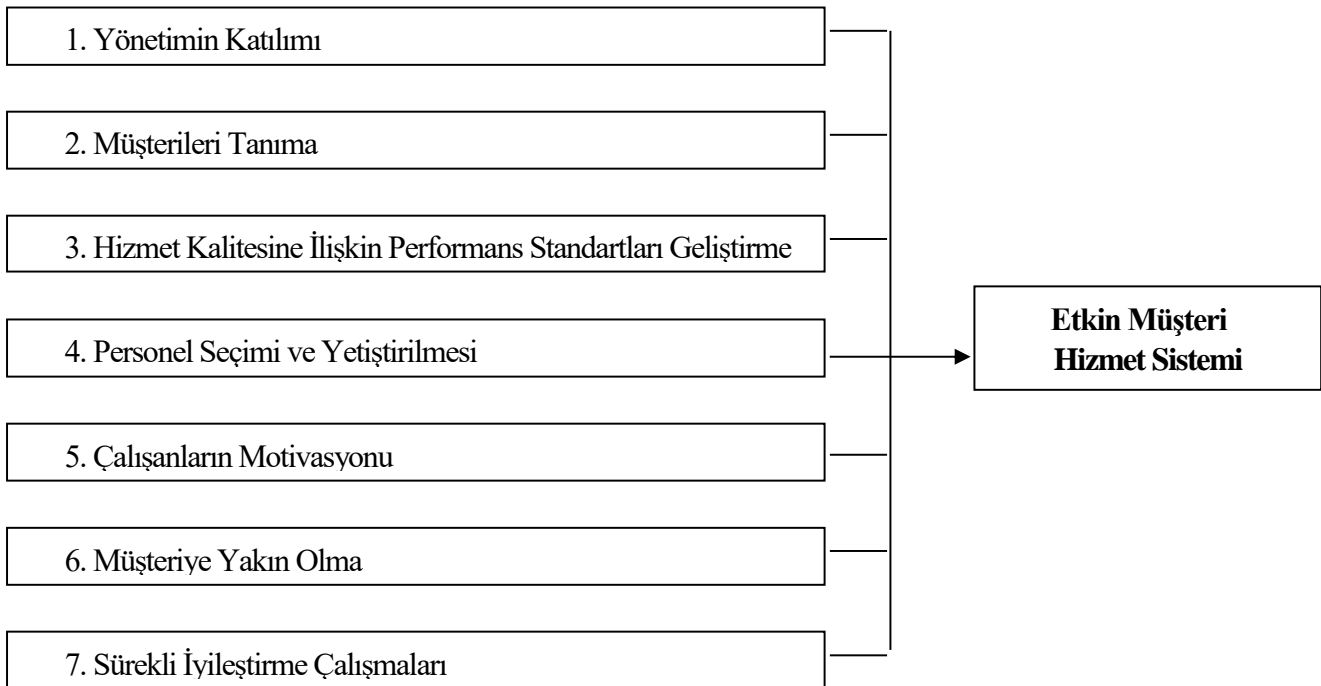 1. Yönetimin Katılımı
2. Müşterileri Tanıma
3. Hizmet Kalitesine İlişkin Performans Standartları Geliştirme
4. Personel Seçimi ve Yetiştirilmesi
5. Çalışanların Motivasyonu
6. Müşteriye Yakın Olma
7. Sürekli İyileştirme Çalışmaları
Etkin Müşteri
Hizmet Sistemi